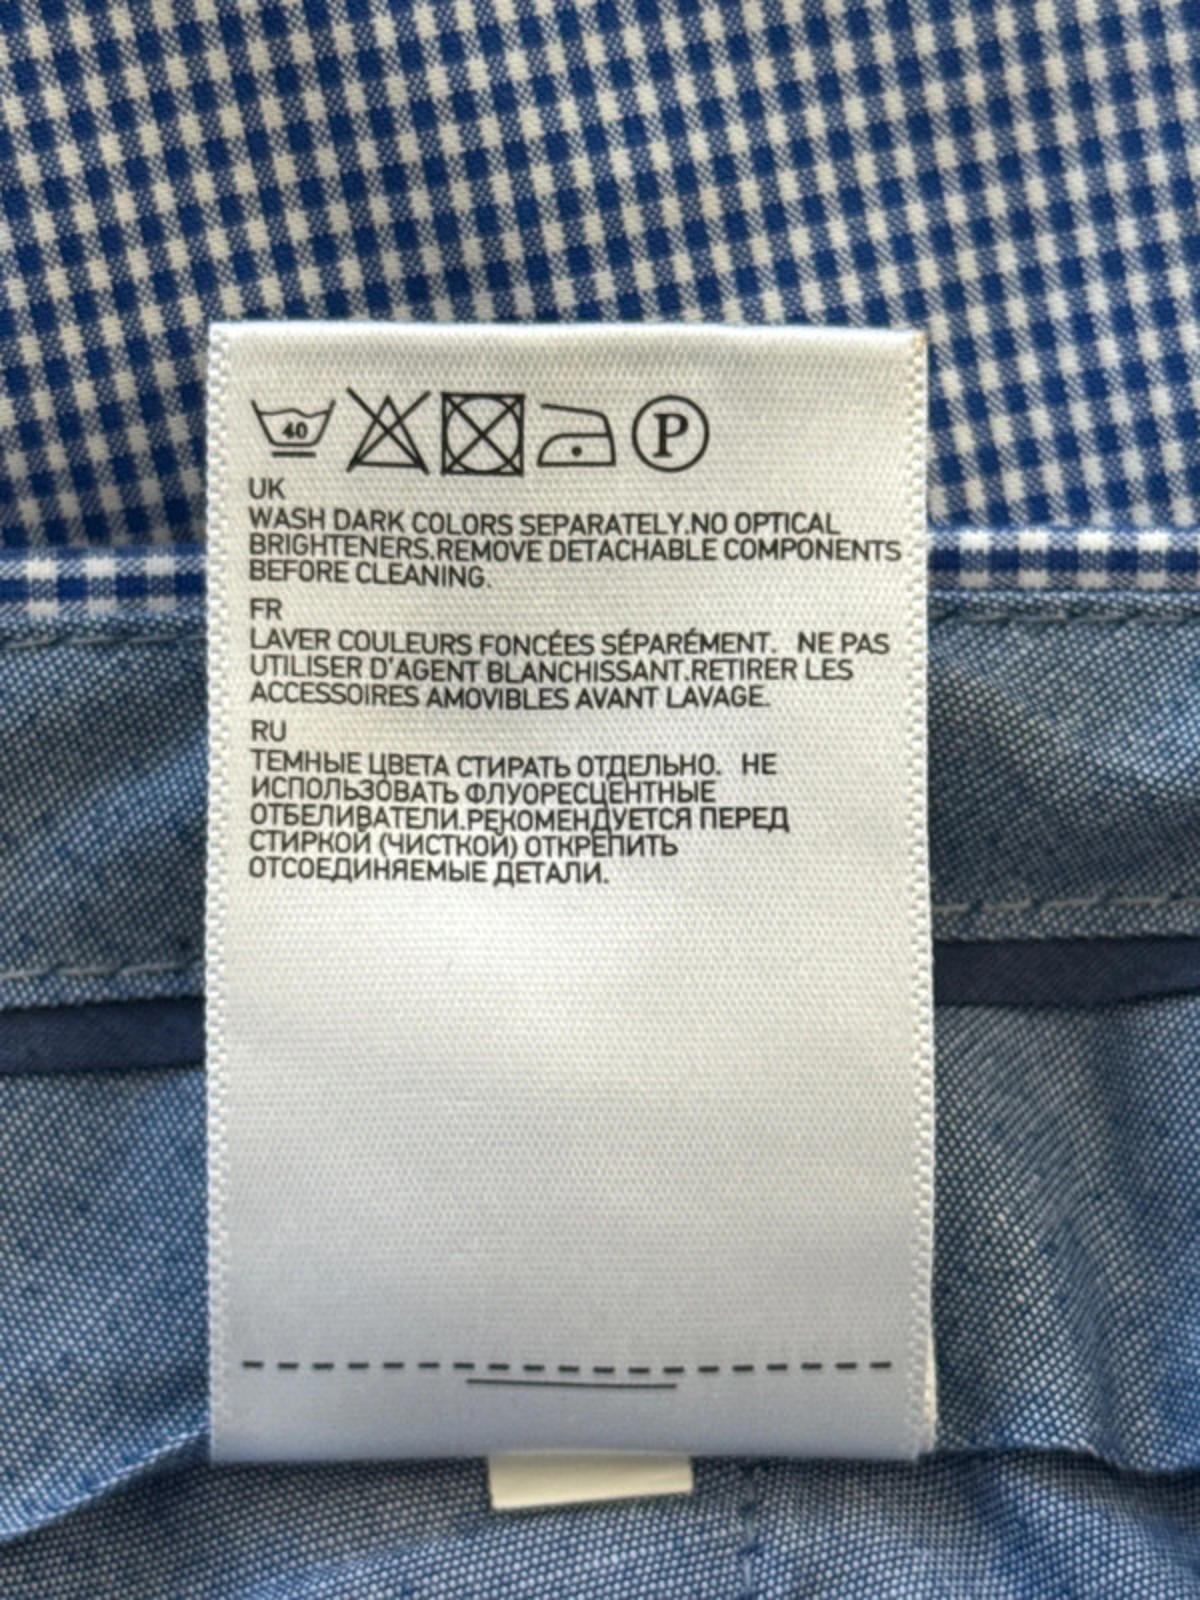 40 P
UK
WASH DARK COLORS SEPARATELY.NO OPTICAL
BRIGHTENERS.REMOVE DETACHABLE COMPONENTS
BEFORE CLEANING.
FR
LAVER COULEURS FONCÉES SÉPARÉMENT. NE PAS
UTILISER D'AGENT BLANCHISSANT.RETIRER LES
ACCESSOIRES AMOVIBLES AVANT LAVAGE.
RU
ТЕМНЫЕ ЦВЕТА СТИРАТЬ ОТДЕЛЬНО. НЕ
ИСПОЛЬЗОВАТЬ ФЛУОРЕСЦЕНТНЫЕ
ОТБЕЛИВАТЕЛИ.РЕКОМЕНДУЕТСЯ ПЕРЕД
СТИРКОЙ (ЧИСТКОЙ) ОТКРЕПИТЬ
ОТСОЕДИНЯЕМЫЕ ДЕТАЛИ.